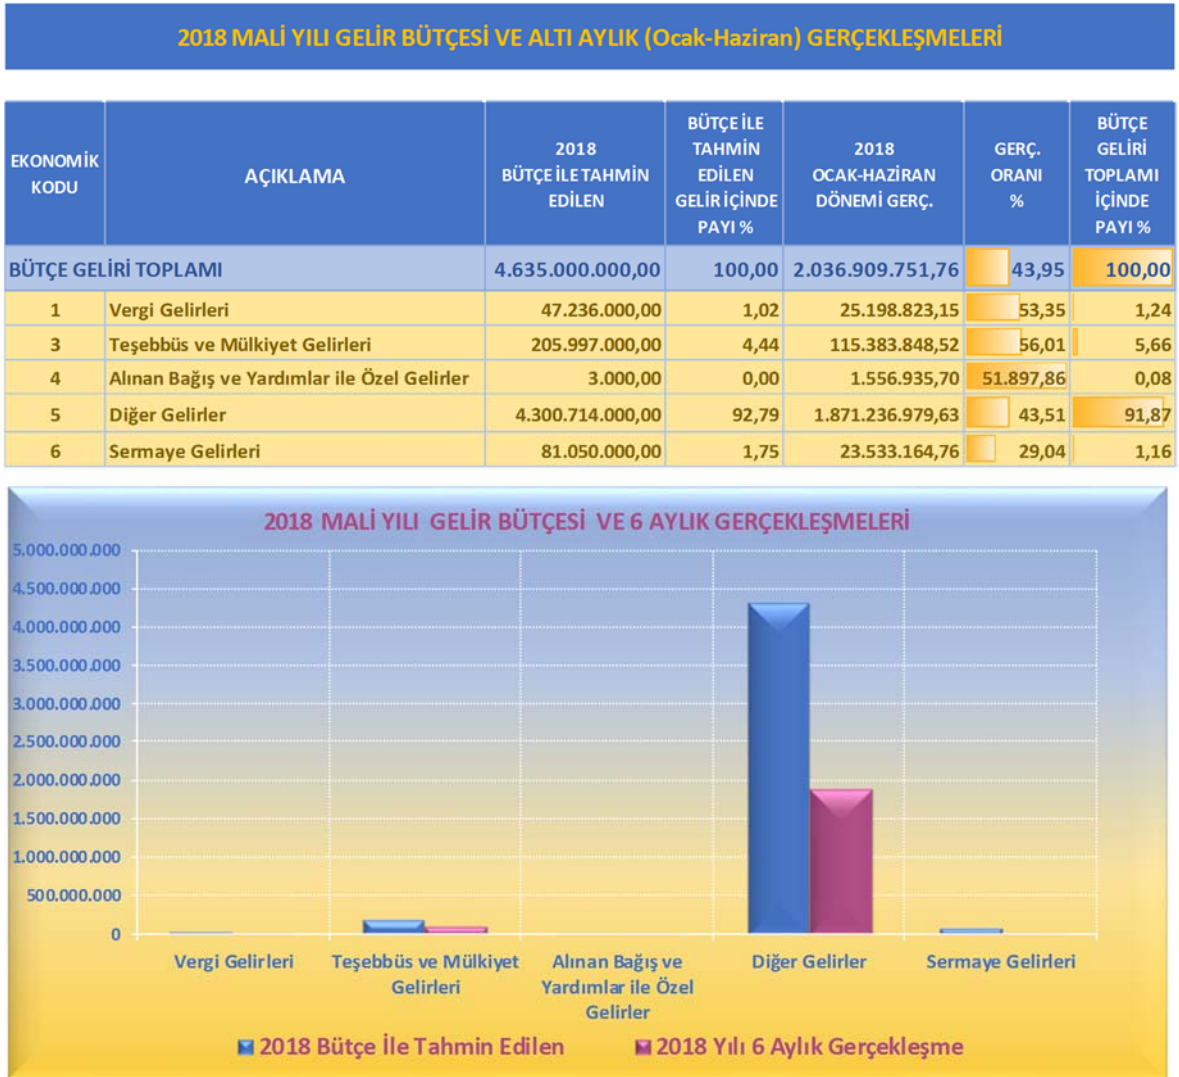 2018 MALİ YILI GELİR BÜTÇESİ VE ALTI AYLIK (Ocak-Haziran) GERÇEKLEŞMELERİ
EKONOMİK
KODU
AÇIKLAMA
2018
BÜTÇE İLE TAHMİN
EDİLEN
BÜTÇE İLE
TAHMİN
EDİLEN
GELİR İÇİNDE
PAYI %
2018
OCAK-HAZİRAN
DÖNEMİ GERÇ.
GERÇ.
ORANI
%
BÜTÇE
GELİRİ
TOPLAMI
İÇİNDE
PAYI %
BÜTÇE GELİRİ TOPLAMI 4.635.000.000,00 100,00 2.036.909.751,76 43,95 100,00
1 Vergi Gelirleri 47.236.000,00 1,02 25.198.823,15 53,35 1,24
3 Teşebbüs ve Mülkiyet Gelirleri 205.997.000,00 4,44 115.383.848,52 56,01 5,66
4 Alınan Bağış ve Yardımlar ile Özel Gelirler 3.000,00 0,00 1.556.935,70 51.897,86 0,08
5 Diğer Gelirler 4.300.714.000,00 92,79 1.871.236.979,63 43,51 91,87
6 Sermaye Gelirleri 81.050.000,00 1,75 23.533.164,76 29,04 1,16
2018 MALİ YILI GELİR BÜTÇESİ VE 6 AYLIK GERÇEKLEŞMELERİ
5.000.000.000
4.500.000.000
4.000.000.000
3.500.000.000
3.000.000.000
2.500.000.000
2.000.000.000
1.500.000.000
1.000.000.000
500.000.000
0
Vergi Gelirleri
Teşebbüs ve Mülkiyet
Gelirleri
Alınan Bağış ve
Yardımlar ile Özel
Gelirler
Diğer Gelirler
Sermaye Gelirleri
2018 Bütçe İle Tahmin Edilen
2018 Yılı 6 Aylık Gerçekleşme